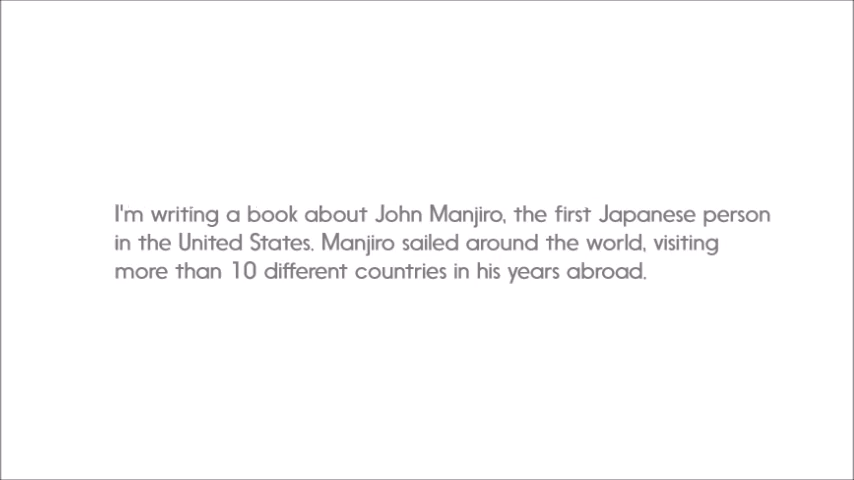 I'm writing a book about John Manjiro, the first Japanese person
in the United States. Manjiro sailed around the world, visiting
more than 10 different countries in his years abroad.